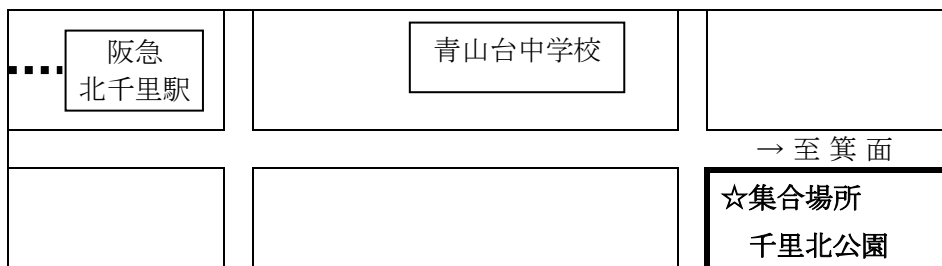 阪急
北千里駅
青山台中学校
→ 至 箕 面
☆集合場所
千里北公園